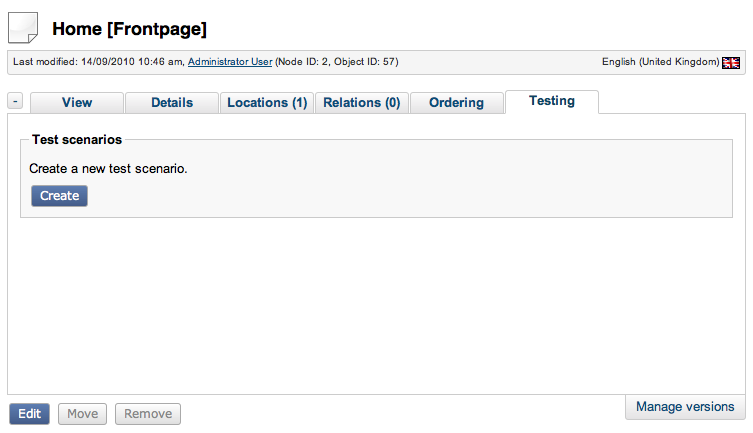 Home [Frontpage]
Last modified: 14/09/2010 10:46 am, Administrator User (Node ID: 2, Object ID: 57) English (United Kingdom)
- View Details Locations (1) Relations (0) Ordering Testing
Test scenarios
Create a new test scenario.
Create
Edit Move Remove Manage versions